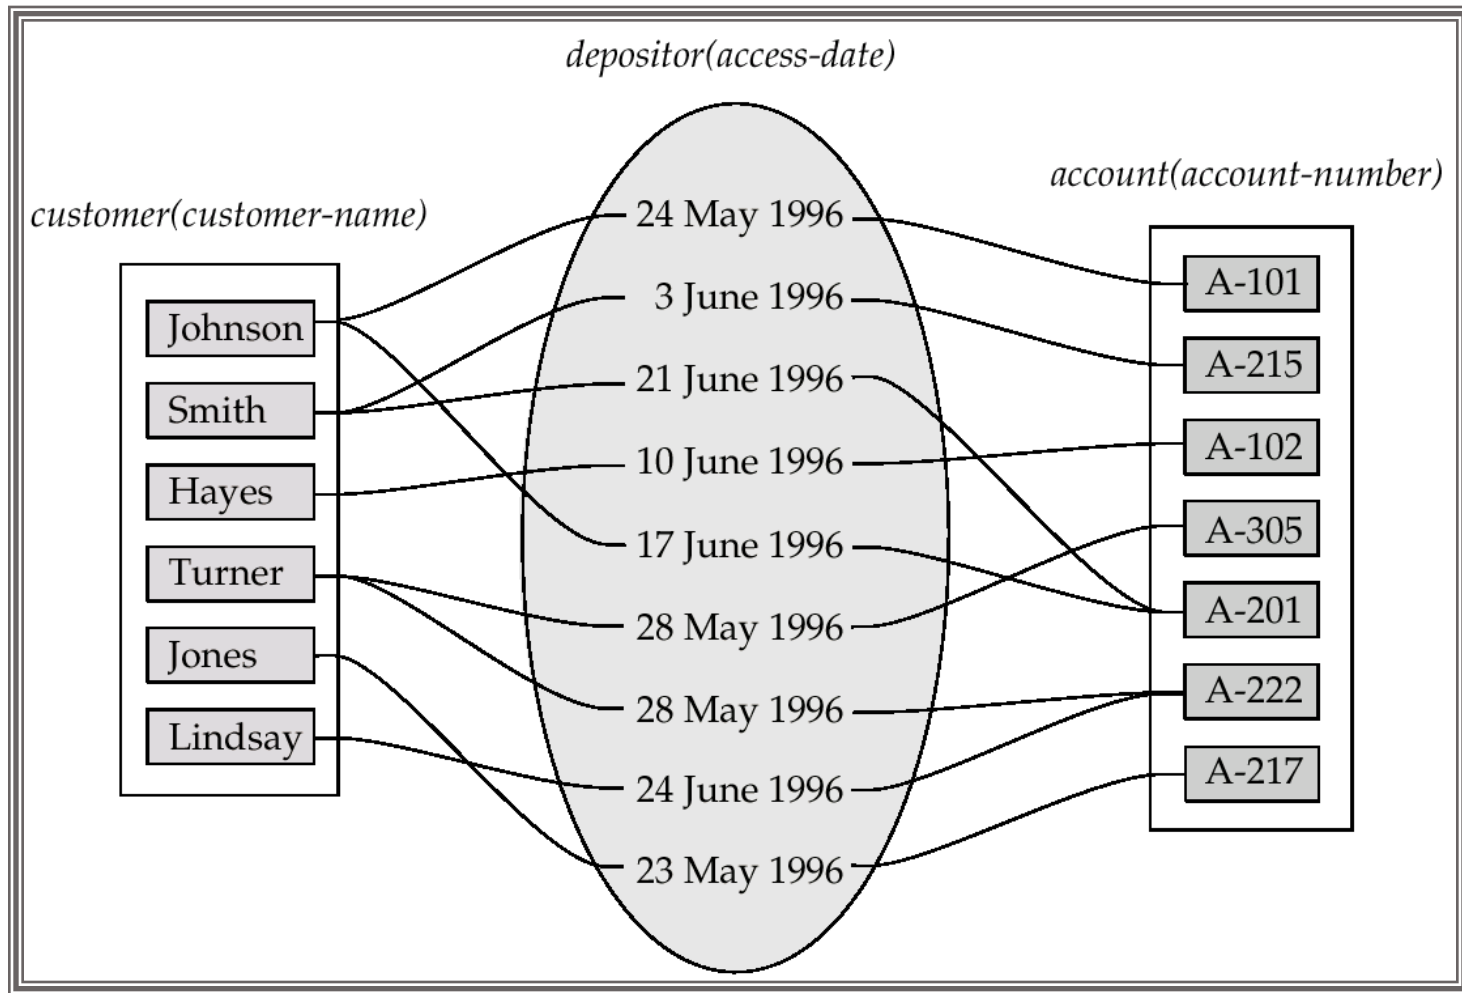 depositor(access-date)
account(account-number)
customer(customer-name)
24 May 1996
3 June 1996
21 June 1996
10 June 1996
17 June 1996
28 May 1996
28 May 1996
24 June 1996
23 May 1996
Johnson
Smith
Hayes
Turner
Jones
Lindsay
A-101
A-215
A-102
A-305
A-201
A-222
A-217